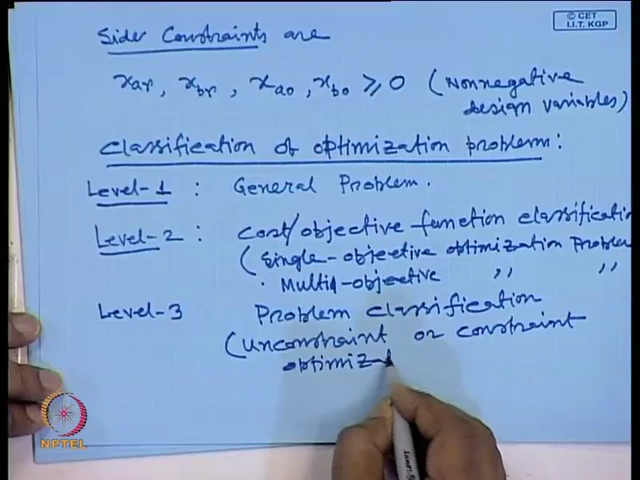 © CET
I.I.T. KGP
Side Constraints are
xar, xbr, xao, xbo ≥ 0 (Nonnegative
design variables)
Classification of optimization problem:
Level-1 : General Problem.
Level-2 : Cost/objective function classificatio
(Single-objective optimization Problem
Multi-objective ,, ,,
Level-3 Problem classification
(Unconstraint or constraint
optimiz
NPTEL